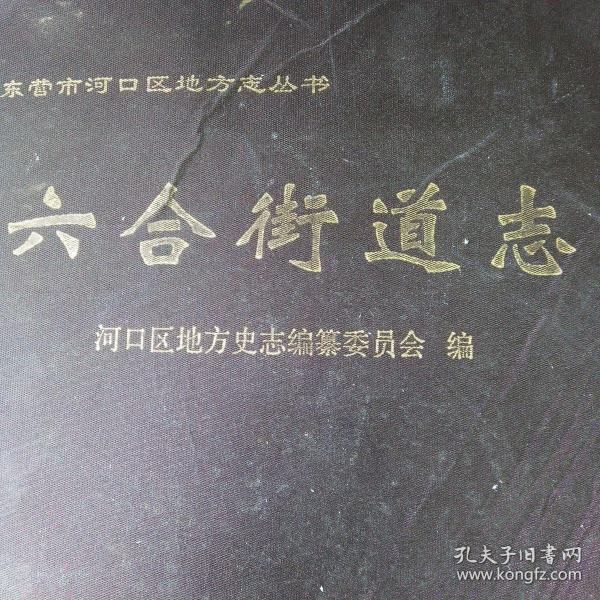 东营市河口区地方志丛书
六合街道志
河口区地方史志编纂委员会 编
孔夫子旧书网
www.kongfz.com